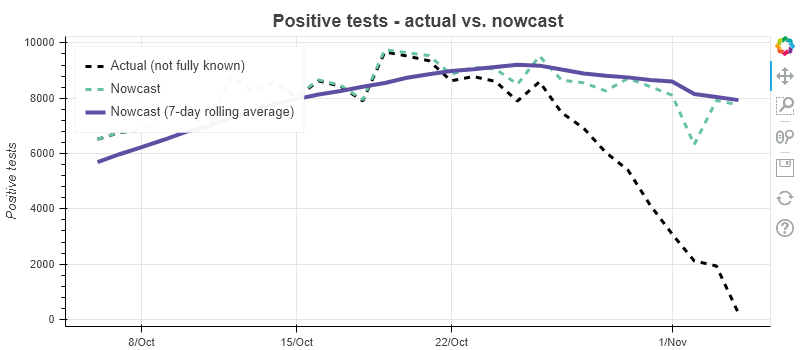 Positive tests - actual vs. nowcast
10000
8000
6000
4000
2000
0
Positive tests
Actual (not fully known)
Nowcast
Nowcast (7-day rolling average)
8/Oct
15/Oct
22/Oct
1/Nov